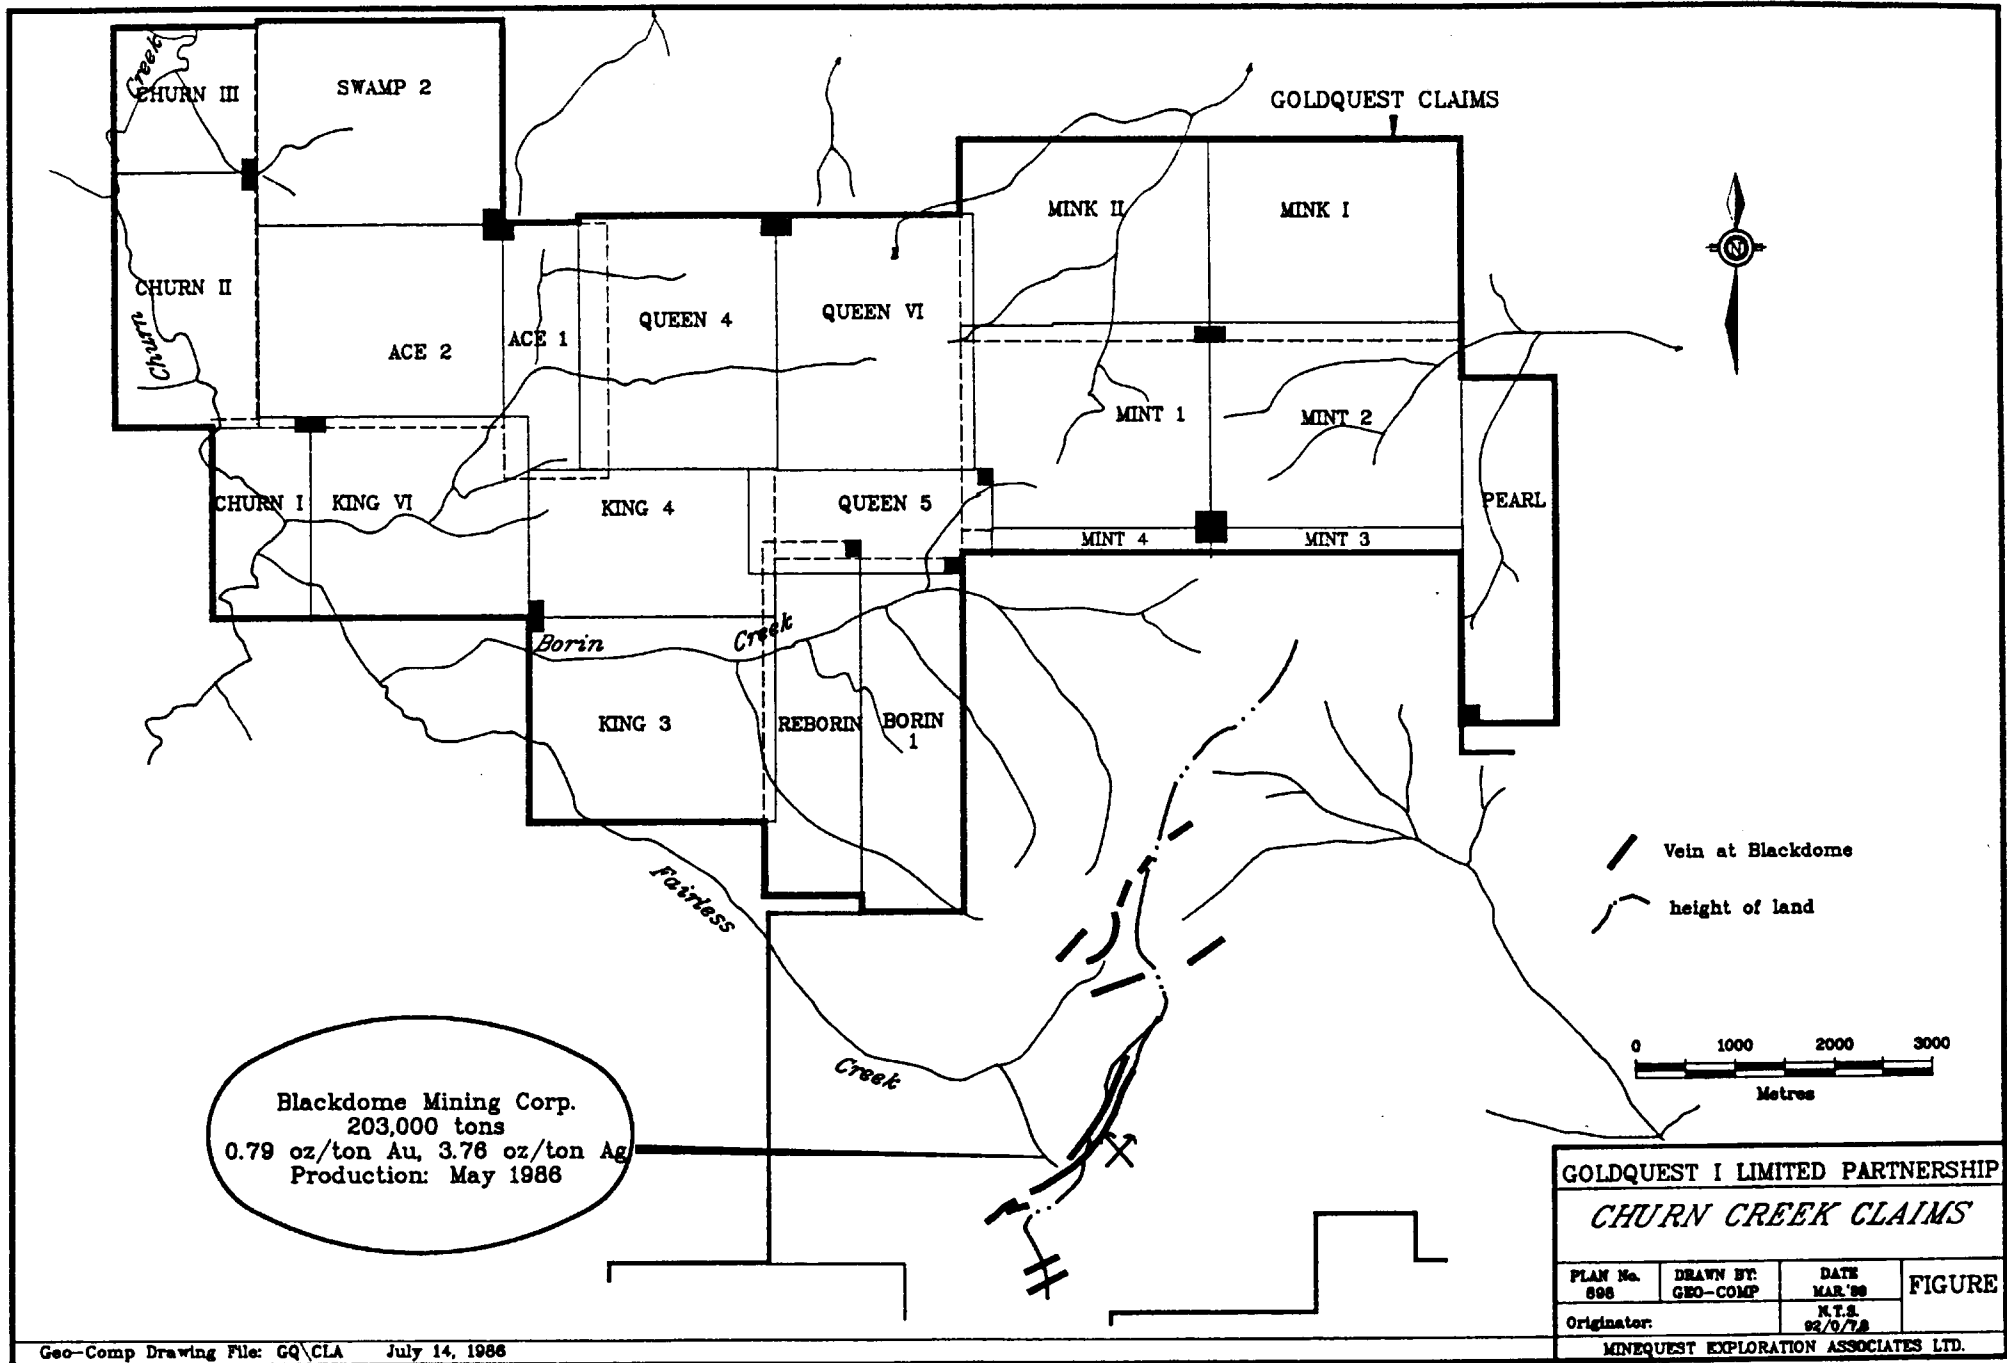 Creek
CHURN III
SWAMP 2
GOLDQUEST CLAIMS
MINK II
MINK I
N
CHURN II
Churn
ACE 2
ACE 1
QUEEN 4
QUEEN VI
MINT 1
MINT 2
CHURN I
KING VI
KING 4
QUEEN 5
PEARL
MINT 4
MINT 3
Borin
Creek
KING 3
REBORIN
BORIN
1
Vein at Blackdome
height of land
Fairless
Creek
0 1000 2000 3000
Metres
Blackdome Mining Corp.
203,000 tons
0.79 oz/ton Au, 3.76 oz/ton Ag
Production: May 1986
GOLDQUEST I LIMITED PARTNERSHIP
CHURN CREEK CLAIMS
PLAN No.
DRAWN BY:
GEO-COMP
DATE
MAR.
FIGURE
Originator:
N.T.S.
92/O/7,8
MINEQUEST EXPLORATION ASSOCIATES LTD.
Geo-Comp Drawing File: GQ\CLA July 14, 1986